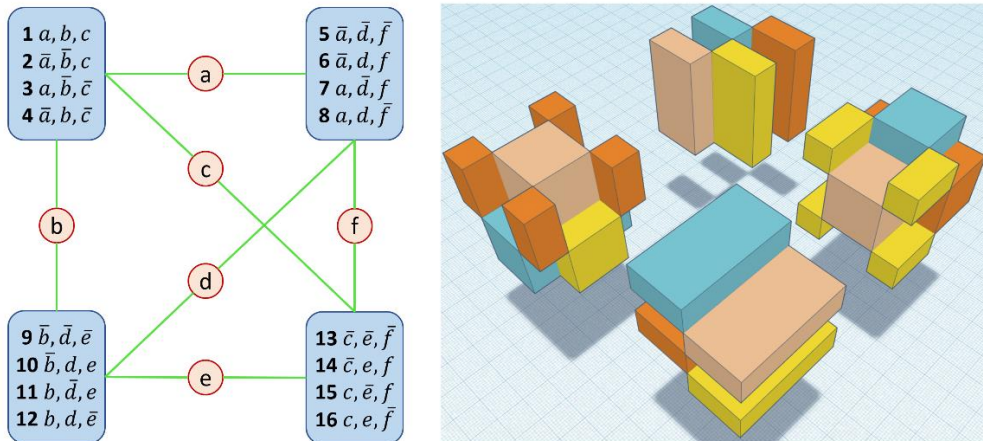 1 a, b, c
2 ā, b̄, c
3 a, b̄, c̄
4 ā, b, c̄
a
5 ā, d̄, f̄
6 ā, d, f
7 a, d̄, f
8 a, d, f̄
c
b
f
d
9 b̄, d̄, ē
10 b̄, d, e
11 b, d̄, e
12 b, d, ē
e
13 c̄, ē, f̄
14 c̄, e, f
15 c, ē, f
16 c, e, f̄